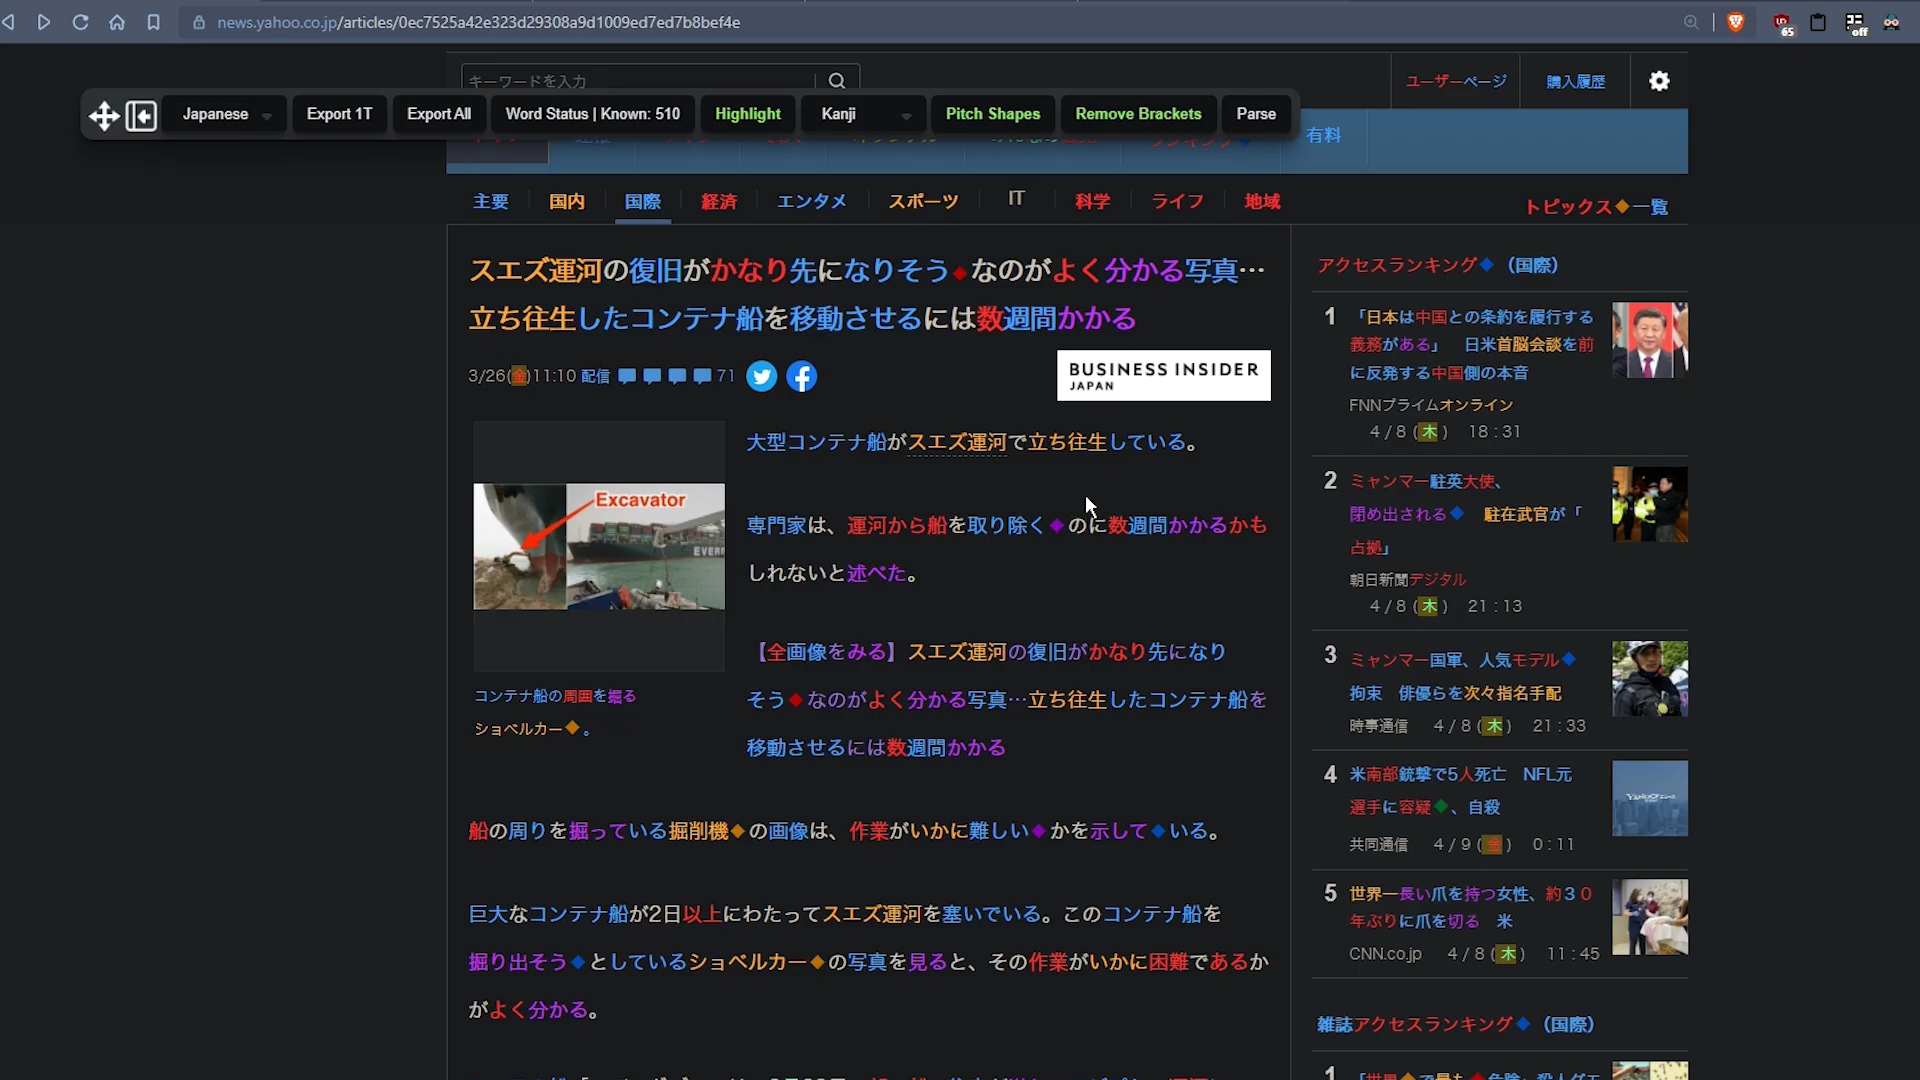 news.yahoo.co.jp/articles/0ec7525a42e323d29308a9d1009ed7ed7b8bef4e
65
off
キーワードを入力
ユーザーページ
購入履歴
Japanese
Export 1T
Export All
Word Status | Known: 510
Highlight
Kanji
Pitch Shapes
Remove Brackets
Parse
有料
主要
国内
国際
経済
エンタメ
スポーツ
IT
科学
ライフ
地域
トピックス◆一覧
スエズ運河の復旧がかなり先になりそう◆なのがよく分かる写真…
立ち往生したコンテナ船を移動させるには数週間かかる
3/26(金)11:10 配信
71
BUSINESS INSIDER
JAPAN
Excavator
EVER
コンテナ船の周囲を掘る
ショベルカー◆。
大型コンテナ船がスエズ運河で立ち往生している。
専門家は、運河から船を取り除く◆のに数週間かかるかも
しれないと述べた。
【全画像をみる】スエズ運河の復旧がかなり先になり
そう◆なのがよく分かる写真…立ち往生したコンテナ船を
移動させるには数週間かかる
船の周りを掘っている掘削機◆の画像は、作業がいかに難しい◆かを示して◆いる。
巨大なコンテナ船が2日以上にわたってスエズ運河を塞いでいる。このコンテナ船を
掘り出そう◆としているショベルカー◆の写真を見ると、その作業がいかに困難であるか
がよく分かる。
アクセスランキング◆（国際）
1
「日本は中国との条約を履行する
義務がある」　日米首脳会談を前
に反発する中国側の本音
FNNプライムオンライン
4/8(木)　18:31
2
ミャンマー駐英大使、
閉め出される◆　駐在武官が「
占拠」
朝日新聞デジタル
4/8(木)　21:13
3
ミャンマー国軍、人気モデル◆
拘束　俳優らを次々指名手配
時事通信　4/8(木)　21:33
4
米南部銃撃で5人死亡　NFL元
選手に容疑◆、自殺
共同通信　4/9(金)　0:11
5
世界一長い爪を持つ女性、約３０
年ぶりに爪を切る　米
CNN.co.jp　4/8(木)　11:45
雑誌アクセスランキング◆（国際）
1